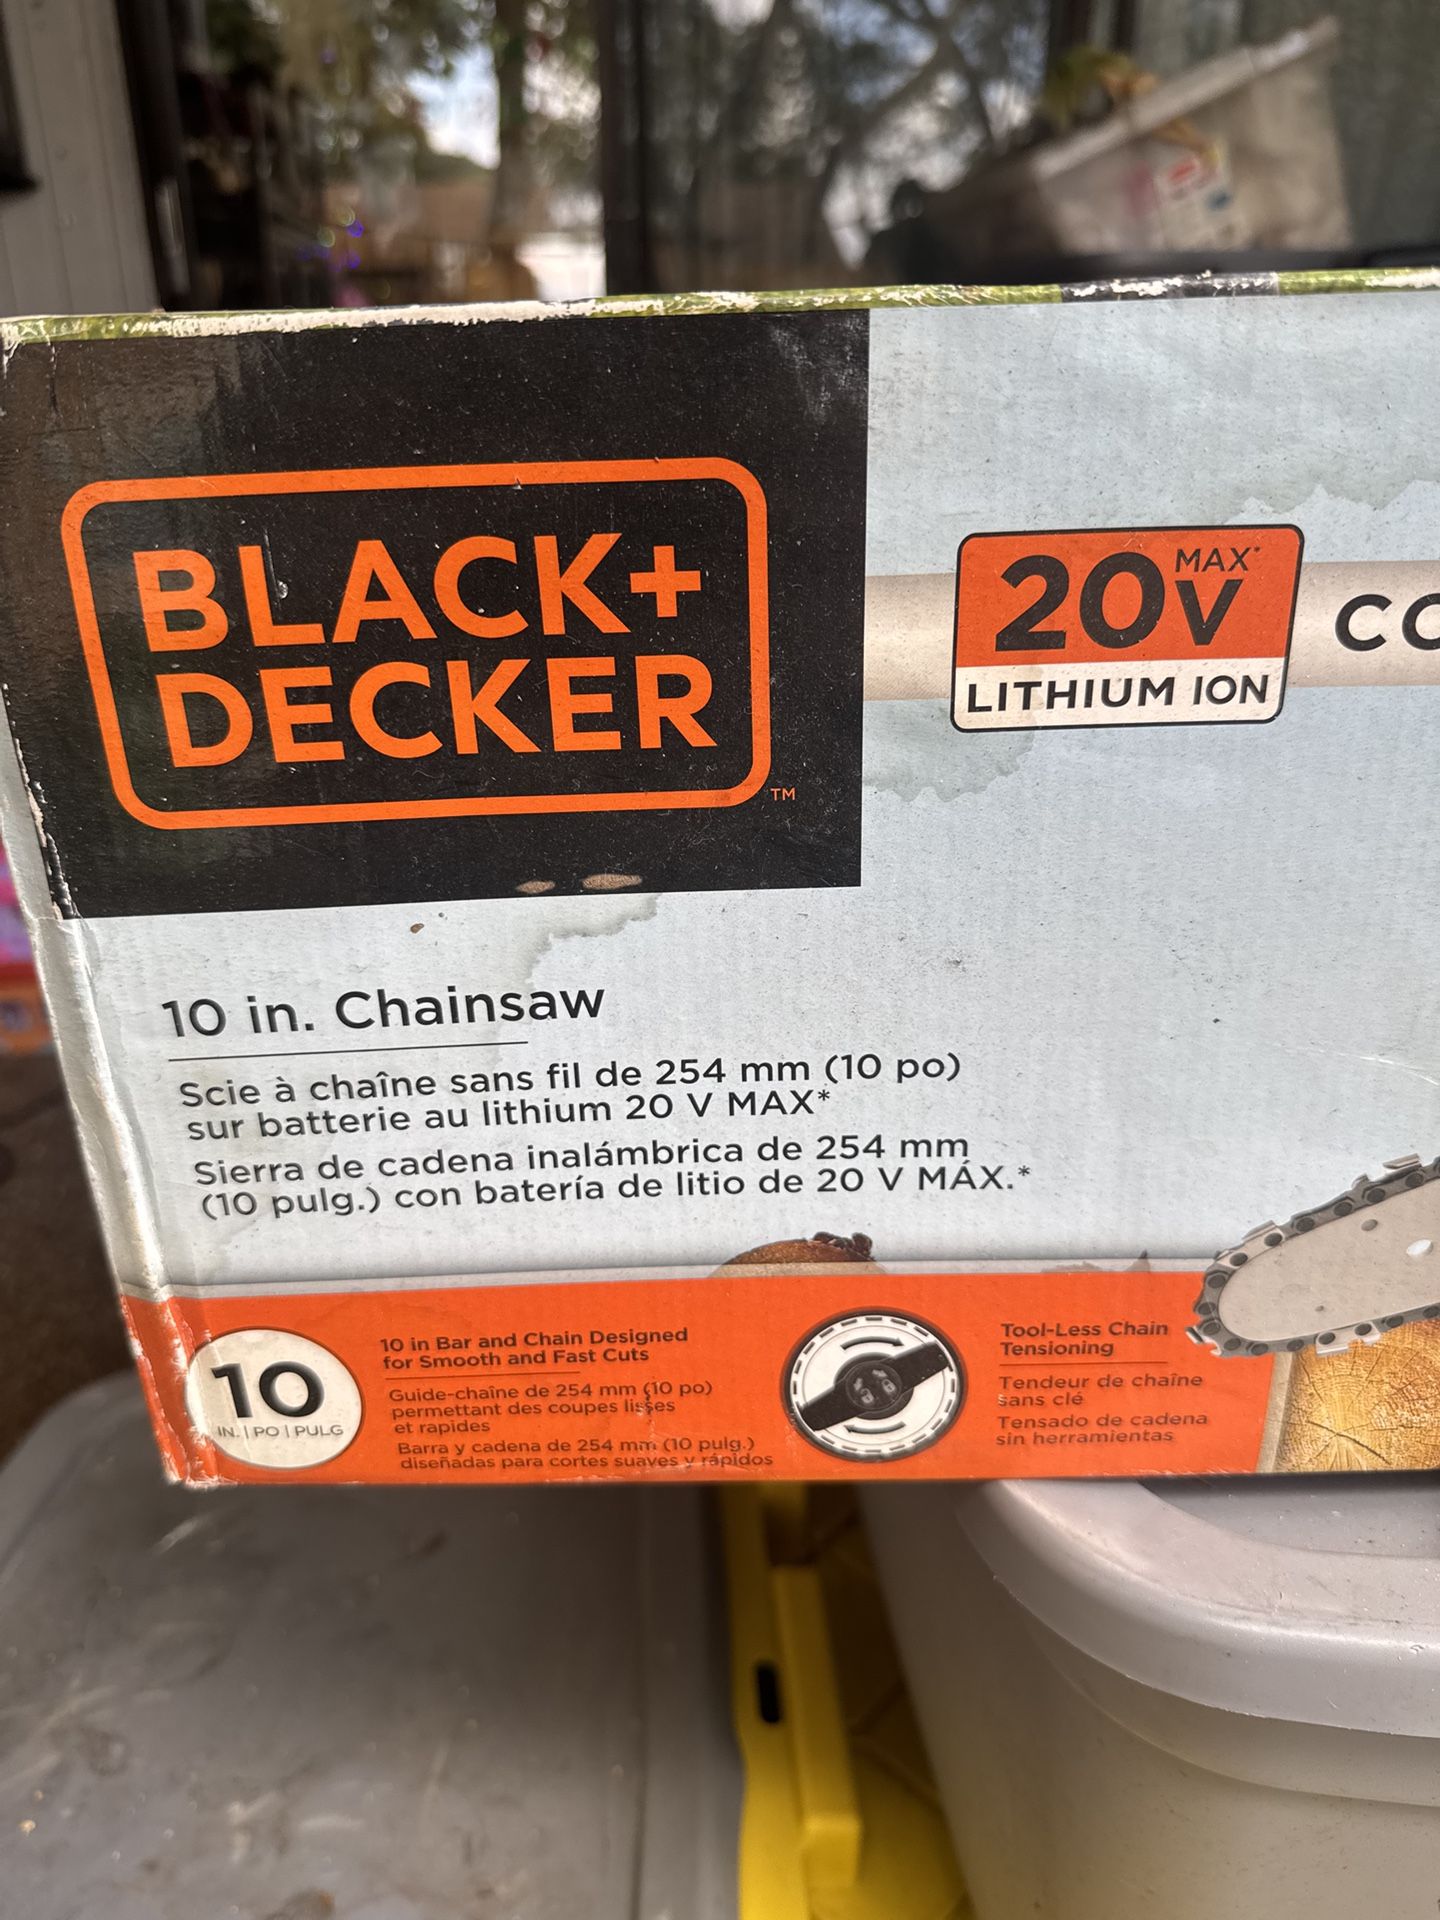 BLACK+
DECKER
TM
20V MAX*
LITHIUM ION
10 in. Chainsaw
Scie à chaîne sans fil de 254 mm (10 po)
sur batterie au lithium 20 V MAX*
Sierra de cadena inalámbrica de 254 mm
(10 pulg.) con batería de litio de 20 V MÁX.*
10
IN. | PO | PULG
10 in Bar and Chain Designed
for Smooth and Fast Cuts
Guide-chaîne de 254 mm (10 po)
permettant des coupes lisses
et rapides
Barra y cadena de 254 mm (10 pulg.)
diseñadas para cortes suaves y rápidos
Tool-Less Chain
Tensioning
Tendeur de chaîne
sans clé
Tensado de cadena
sin herramientas